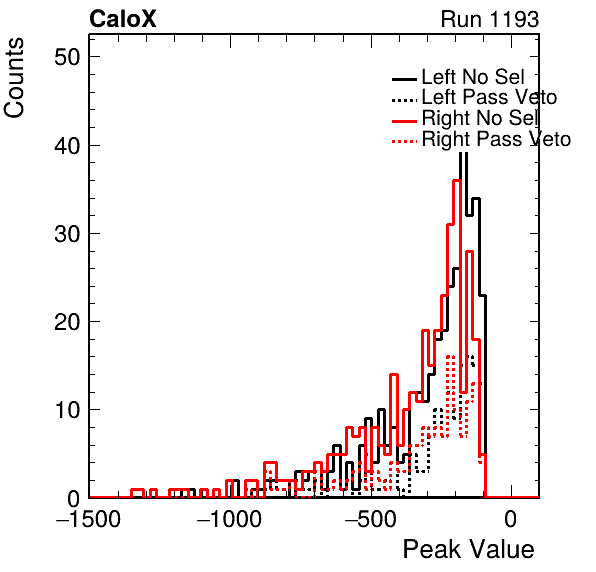 CaloX Run 1193
Counts
50
40
30
20
10
0
Left No Sel
Left Pass Veto
Right No Sel
Right Pass Veto
−1500 −1000 −500 0
Peak Value